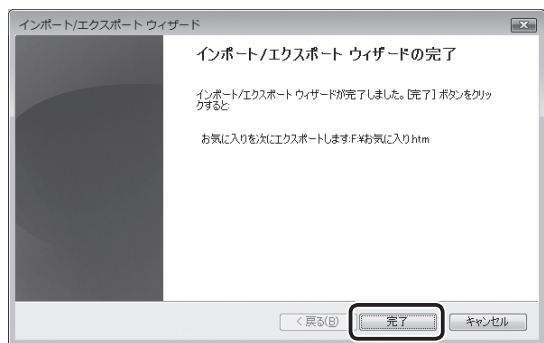 インポート/エクスポート ウィザード
インポート/エクスポート ウィザードの完了
インポート/エクスポート ウィザードが完了しました。[完了] ボタンをクリッ
クすると:
お気に入りを次にエクスポートします:F:¥お気に入り.htm
< 戻る(B)
完了
キャンセル